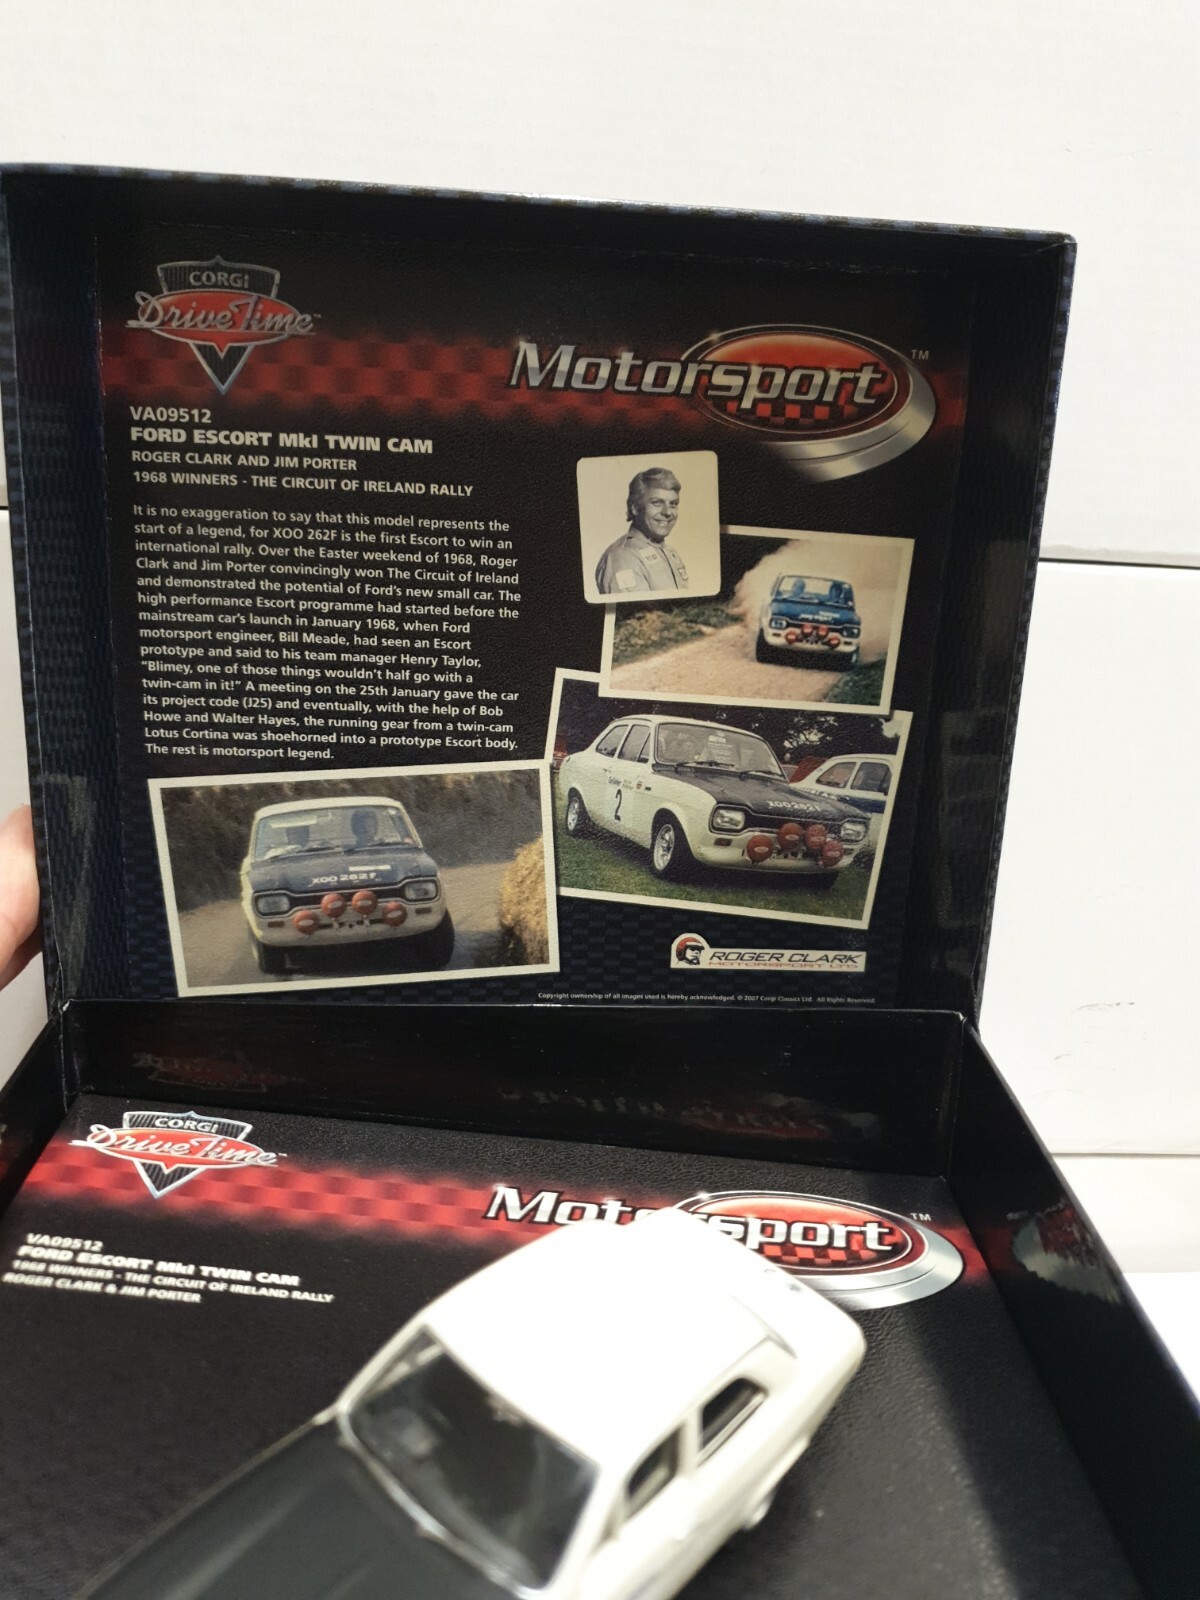 CORGI
DriveTime™
Motorsport™
VA09512
FORD ESCORT MkI TWIN CAM
ROGER CLARK AND JIM PORTER
1968 WINNERS - THE CIRCUIT OF IRELAND RALLY
It is no exaggeration to say that this model represents the
start of a legend, for XOO 262F is the first Escort to win an
international rally. Over the Easter weekend of 1968, Roger
Clark and Jim Porter convincingly won The Circuit of Ireland
and demonstrated the potential of Ford's new small car. The
high performance Escort programme had started before the
mainstream car's launch in January 1968, when Ford
motorsport engineer, Bill Meade, had seen an Escort
prototype and said to his team manager Henry Taylor,
"Blimey, one of those things wouldn't half go with a
twin-cam in it!" A meeting on the 25th January gave the car
its project code (J25) and eventually, with the help of Bob
Howe and Walter Hayes, the running gear from a twin-cam
Lotus Cortina was shoehorned into a prototype Escort body.
The rest is motorsport legend.
2
XOO262F
XOO 262F
ROGER CLARK
MOTORSPORT LTD
Copyright ownership of all images used is hereby acknowledged. © 2007 Corgi Classics Ltd. All Rights Reserved.
CORGI
DriveTime™
Motorsport™
VA09512
FORD ESCORT MkI TWIN CAM
1968 WINNERS - THE CIRCUIT OF IRELAND RALLY
ROGER CLARK & JIM PORTER